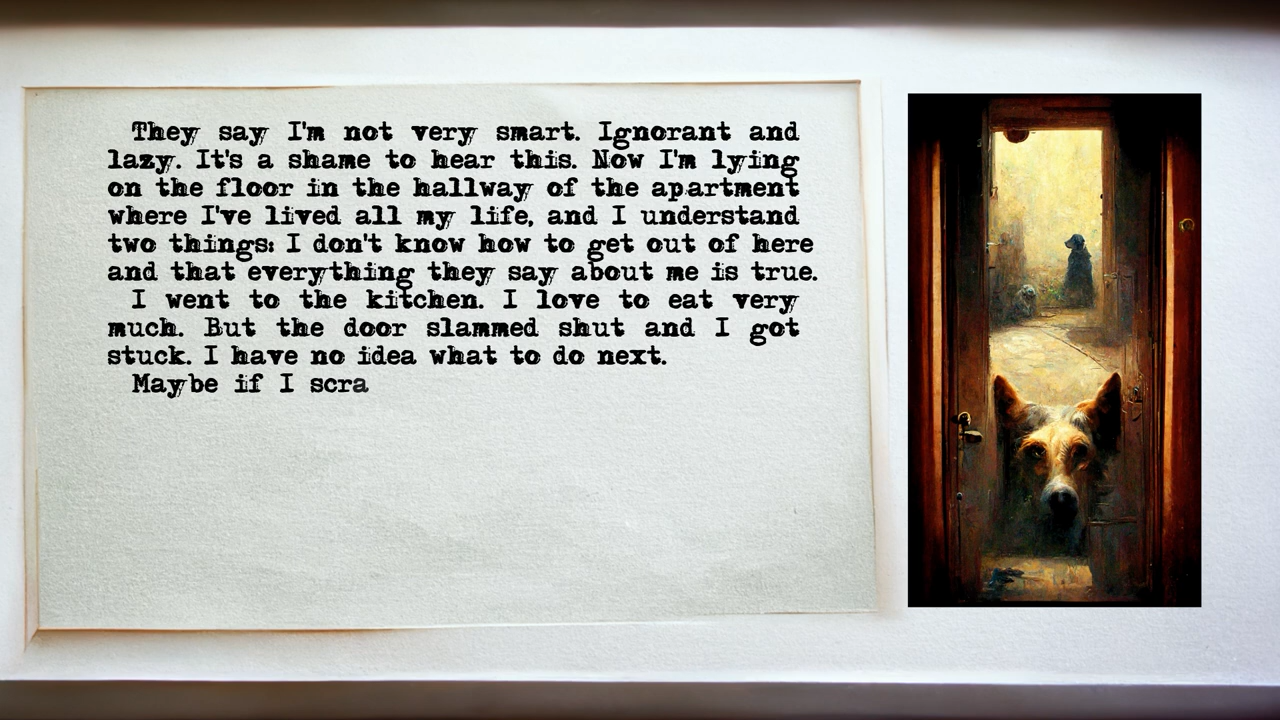 They say I'm not very smart. Ignorant and
lazy. It's a shame to hear this. Now I'm lying
on the floor in the hallway of the apartment
where I've lived all my life, and I understand
two things: I don't know how to get out of here
and that everything they say about me is true.
I went to the kitchen. I love to eat very
much. But the door slammed shut and I got
stuck. I have no idea what to do next.
Maybe if I scra